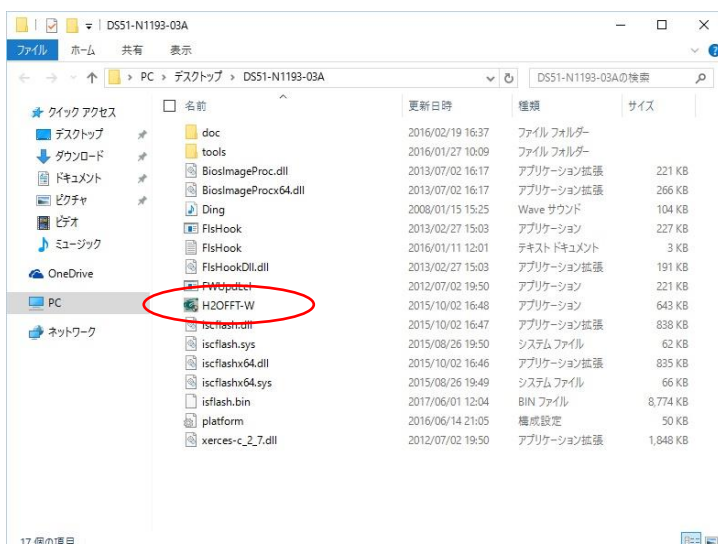 DS51-N1193-03A
ファイル ホーム 共有 表示
PC > デスクトップ > DS51-N1193-03A
DS51-N1193-03Aの検索
クイック アクセス
デスクトップ
ダウンロード
ドキュメント
ピクチャ
ビデオ
ミュージック
OneDrive
PC
ネットワーク
名前 更新日時 種類 サイズ
doc 2016/02/19 16:37 ファイル フォルダー
tools 2016/01/27 10:09 ファイル フォルダー
BiosImageProc.dll 2013/07/02 16:17 アプリケーション拡張 221 KB
BiosImageProcx64.dll 2013/07/02 16:17 アプリケーション拡張 266 KB
Ding 2008/01/15 15:25 Wave サウンド 104 KB
FlsHook 2013/02/27 15:03 アプリケーション 227 KB
FlsHook 2016/01/11 12:01 テキスト ドキュメント 3 KB
FlsHookDll.dll 2013/02/27 15:03 アプリケーション拡張 191 KB
FWUpdLcl 2012/07/02 19:50 アプリケーション 221 KB
H2OFFT-W 2015/10/02 16:48 アプリケーション 643 KB
iscflash.dll 2015/10/02 16:47 アプリケーション拡張 838 KB
iscflash.sys 2015/08/26 19:50 システム ファイル 62 KB
iscflashx64.dll 2015/10/02 16:46 アプリケーション拡張 835 KB
iscflashx64.sys 2015/08/26 19:49 システム ファイル 66 KB
isflash.bin 2017/06/01 12:04 BIN ファイル 8,774 KB
platform 2016/06/14 21:05 構成設定 50 KB
xerces-c_2_7.dll 2012/07/02 19:50 アプリケーション拡張 1,848 KB
17 個の項目